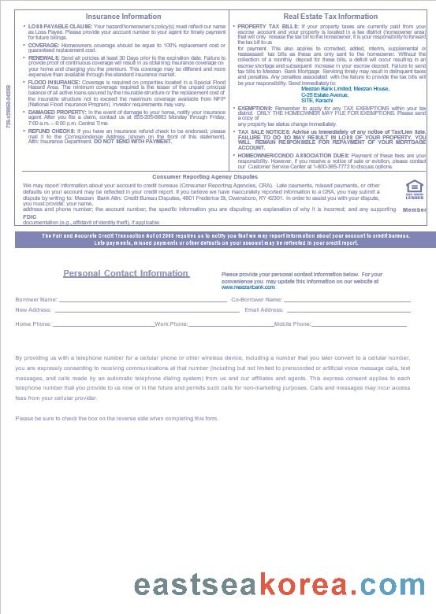 Insurance Information
• LOSS PAYABLE CLAUSE: Your hazard/homeowner's policy(s) must reflect our name
as Loss Payee. Please provide your account number to your agent for timely payment
for future billings.
• COVERAGE: Homeowners coverage should be equal to 100% replacement cost or
guaranteed replacement cost.
• RENEWALS: Send all policies at least 30 Days prior to the expiration date. Failure to
provide proof of continuous coverage will result in us obtaining insurance coverage on
your home and charging you the premium. This coverage may be different and more
expensive than available through the standard insurance market.
• FLOOD INSURANCE: Coverage is required on properties located in a Special Flood
Hazard Area. The minimum coverage required is the lesser of the unpaid principal
balance of all active loans secured by the insurable structure or the replacement cost of
the insurable structure not to exceed the maximum coverage available from NFIP
(National Flood Insurance Program). Investor requirements may vary.
• DAMAGED PROPERTY: In the event of damage to your home, notify your insurance
agent. After you file a claim, contact us at Monday through Friday,
7:00 a.m. – 8:00 p.m. Central Time.
• REFUND CHECKS: If you have an insurance refund check to be endorsed, please
mail it to the Correspondence Address (shown on the front of this statement),
Attn: Insurance Department. DO NOT SEND PAYMENT.
Real Estate Tax Information
• PROPERTY TAX BILLS: If your property taxes are currently paid from your
escrow account and your property is located in a tax district (homeowner area)
that will only release the tax bill to the homeowner, it is your responsibility to forward
the tax bill to us
for payment. This also applies to corrected, added, interim, supplemental or
reassessed tax bills as these are only sent to the homeowner. Without the
collection of a monthly deposit for these bills, a deficit will occur resulting in an
escrow shortage and subsequent increase in your escrow deposit. Failure to send
tax bills to Meezan Bank Mortgage Servicing timely may result in delinquent taxes
and penalties. Any penalties associated with the failure to provide the tax bills will
be your responsibility. Send immediately to:
Meezan Bank Limited, Meezan House,
C-25 Estate Avenue,
SITE, Karachi
• EXEMPTIONS: Remember to apply for any TAX EXEMPTIONS within your tax
district. ONLY THE HOMEOWNER MAY FILE FOR EXEMPTIONS. Please send
a notice of
any property tax status change immediately.
• TAX SALE NOTICES: Advise us immediately of any notice of Tax/Lien Sale.
FAILURE TO DO SO MAY RESULT IN LOSS OF YOUR PROPERTY. YOU
WILL REMAIN RESPONSIBLE FOR REPAYMENT OF YOUR MORTGAGE
ACCOUNT.
• HOMEOWNER/CONDO ASSOCIATION DUES: Payment of these are your
responsibility. However, if you receive a notice of sale or eviction, please contact
our Customer Service Center at 1-800-365-7772 to discuss options.
Consumer Reporting Agency Disputes
We may report information about your account to credit bureaus (Consumer Reporting Agencies, CRA). Late payments, missed payments, or other
defaults on your account may be reflected in your credit report. If you believe we have inaccurately reported information to a CRA, you may submit a
dispute by writing to: Meezan Bank Attn. Credit Bureau Disputes, 4801 Frederica St, Owensboro, KY 42301. In order to assist you with your dispute,
you must provide: your name,
address and phone number; the account number; the specific information you are disputing; an explanation of why it is incorrect; and any supporting
FDIC
documentation (e.g., affidavit of identity theft), if applicable.
LENDER
Member
The Fair and Accurate Credit Transaction Act of 2003 requires us to notify you that we may report information about your account to credit bureaus.
Late payments, missed payments or other defaults on your account may be reflected in your credit report.
Personal Contact Information
Please provide your personal contact information below. For your
convenience you may update this information on our website at
www.meezanbank.com.
Borrower Name: Co-Borrower Name:
New Address: Email Address:
Home Phone: Work Phone: Mobile Phone:
By providing us with a telephone number for a cellular phone or other wireless device, including a number that you later convert to a cellular number,
you are expressly consenting to receiving communications at that number (including but not limited to prerecorded or artificial voice message calls, text
messages, and calls made by an automatic telephone dialing system) from us and our affiliates and agents. This express consent applies to each
telephone number that you provide to us now or in the future and permits such calls for non-marketing purposes. Calls and messages may incur access
fees from your cellular provider.
Please be sure to check the box on the reverse side when completing this form.
eastseakorea.com